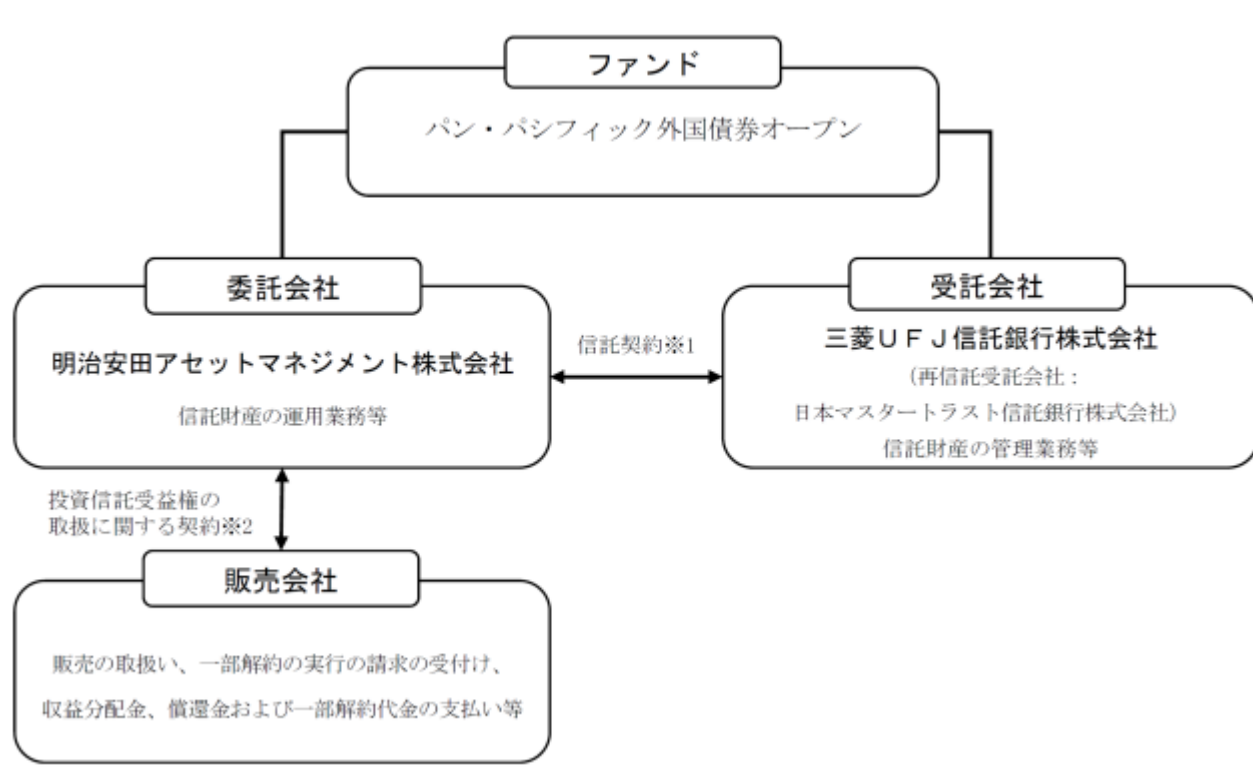 ファンド
パン・パシフィック外国債券オープン
委託会社
明治安田アセットマネジメント株式会社
信託財産の運用業務等
信託契約※1
受託会社
三菱ＵＦＪ信託銀行株式会社
（再信託受託会社：
日本マスタートラスト信託銀行株式会社）
信託財産の管理業務等
投資信託受益権の
取扱に関する契約※2
販売会社
販売の取扱い、一部解約の実行の請求の受付け、
収益分配金、償還金および一部解約代金の支払い等